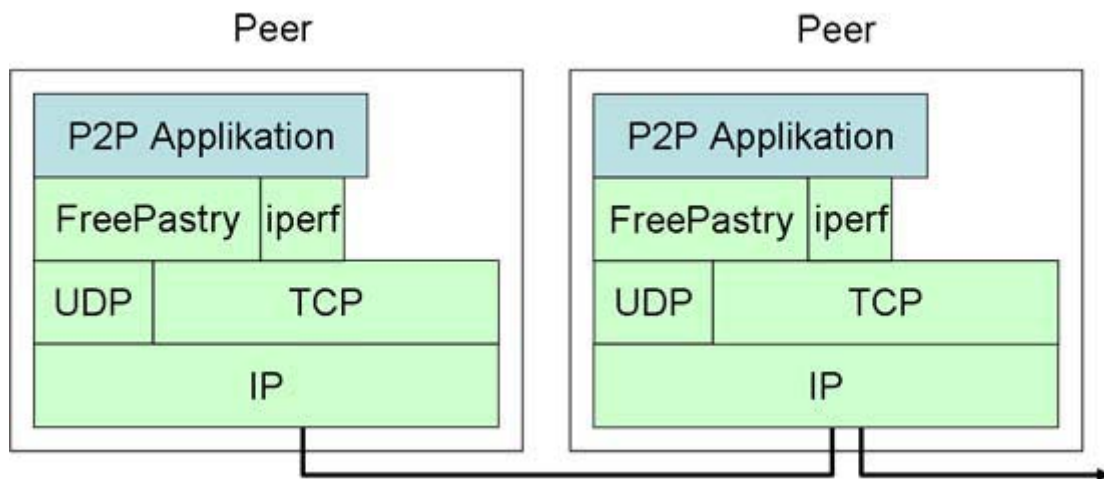 Peer
P2P Applikation
FreePastry iperf
UDP TCP
IP
Peer
P2P Applikation
FreePastry iperf
UDP TCP
IP